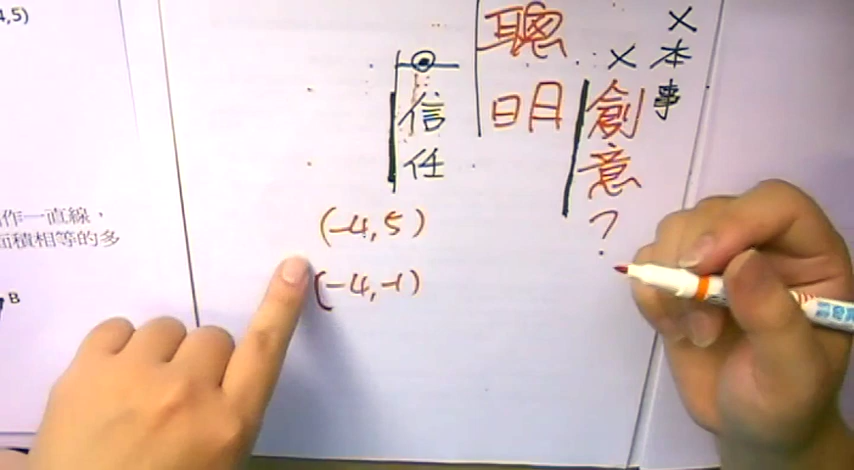 ,5)
×
本
事
×
創
意
?
聰
明
信
任
(-4,5)
(-4,-1)
作一直線，
面積相等的多
B